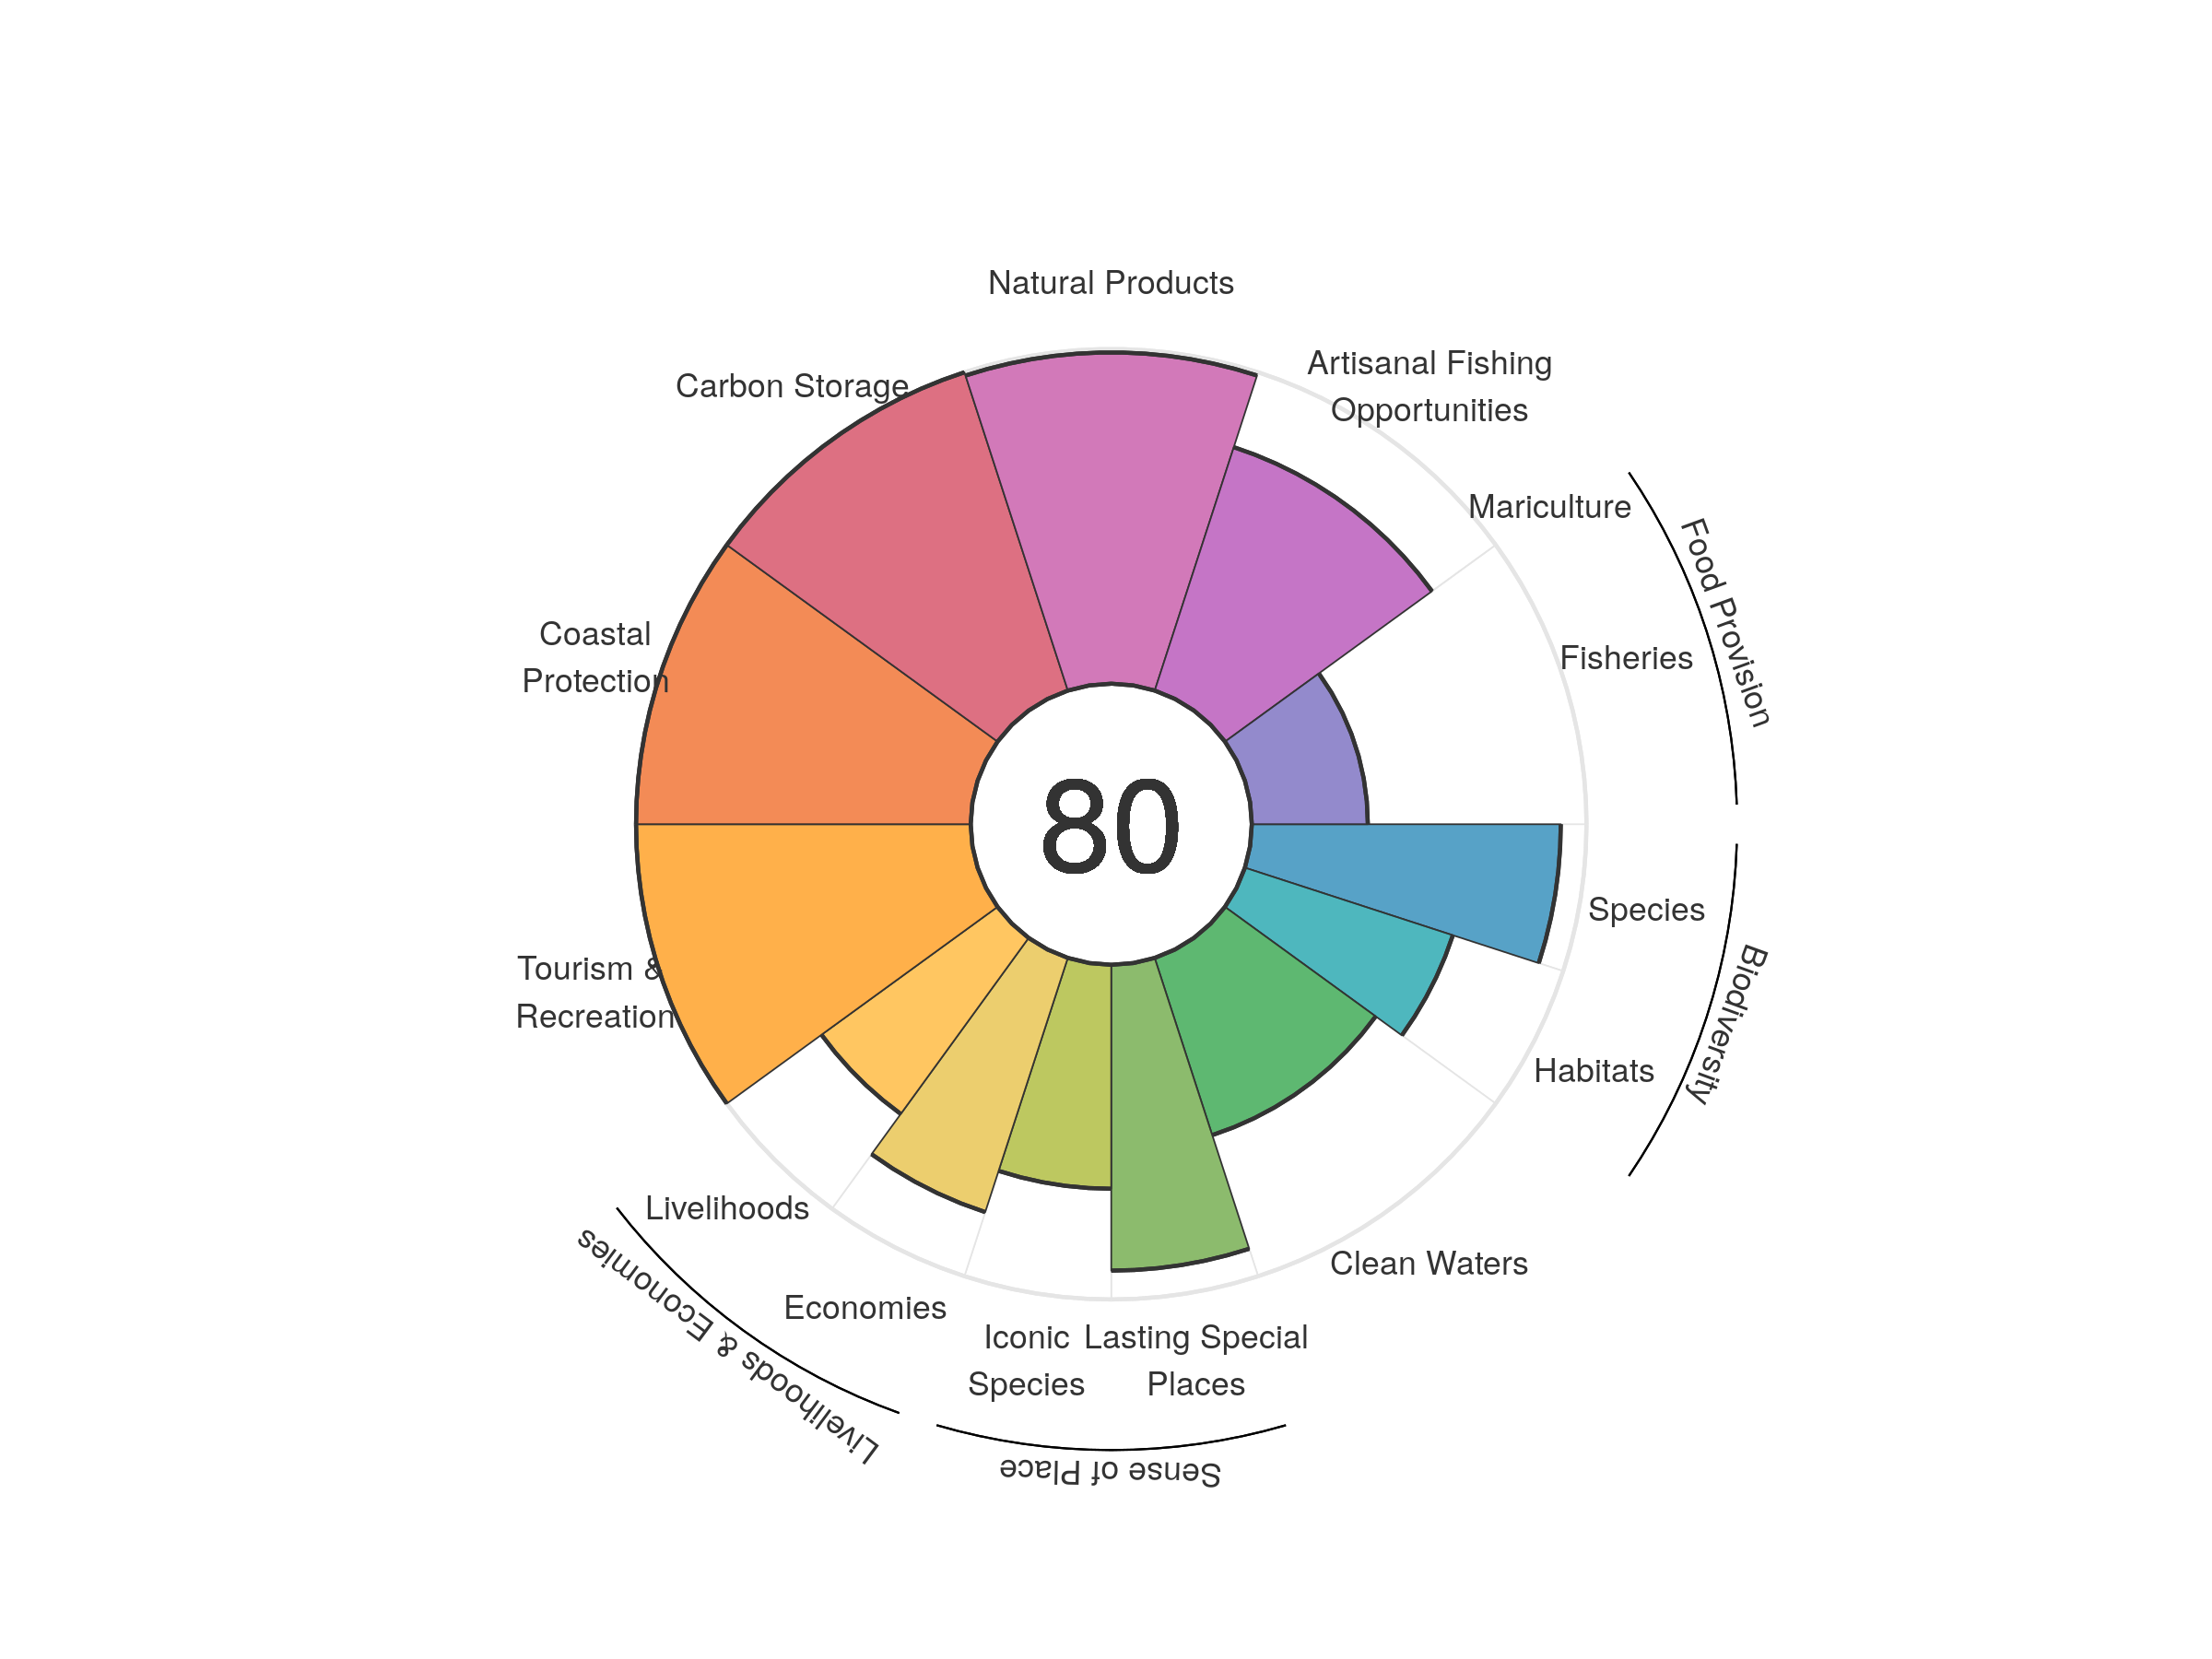 Natural Products
Artisanal Fishing
Opportunities
Carbon Storage
Mariculture
Food Provision
Fisheries
Coastal
Protection
80
Species
Biodiversity
Tourism &
Recreation
Habitats
Livelihoods
Clean Waters
Livelihoods & Economies
Economies
Iconic
Species
Lasting Special
Places
Sense of Place